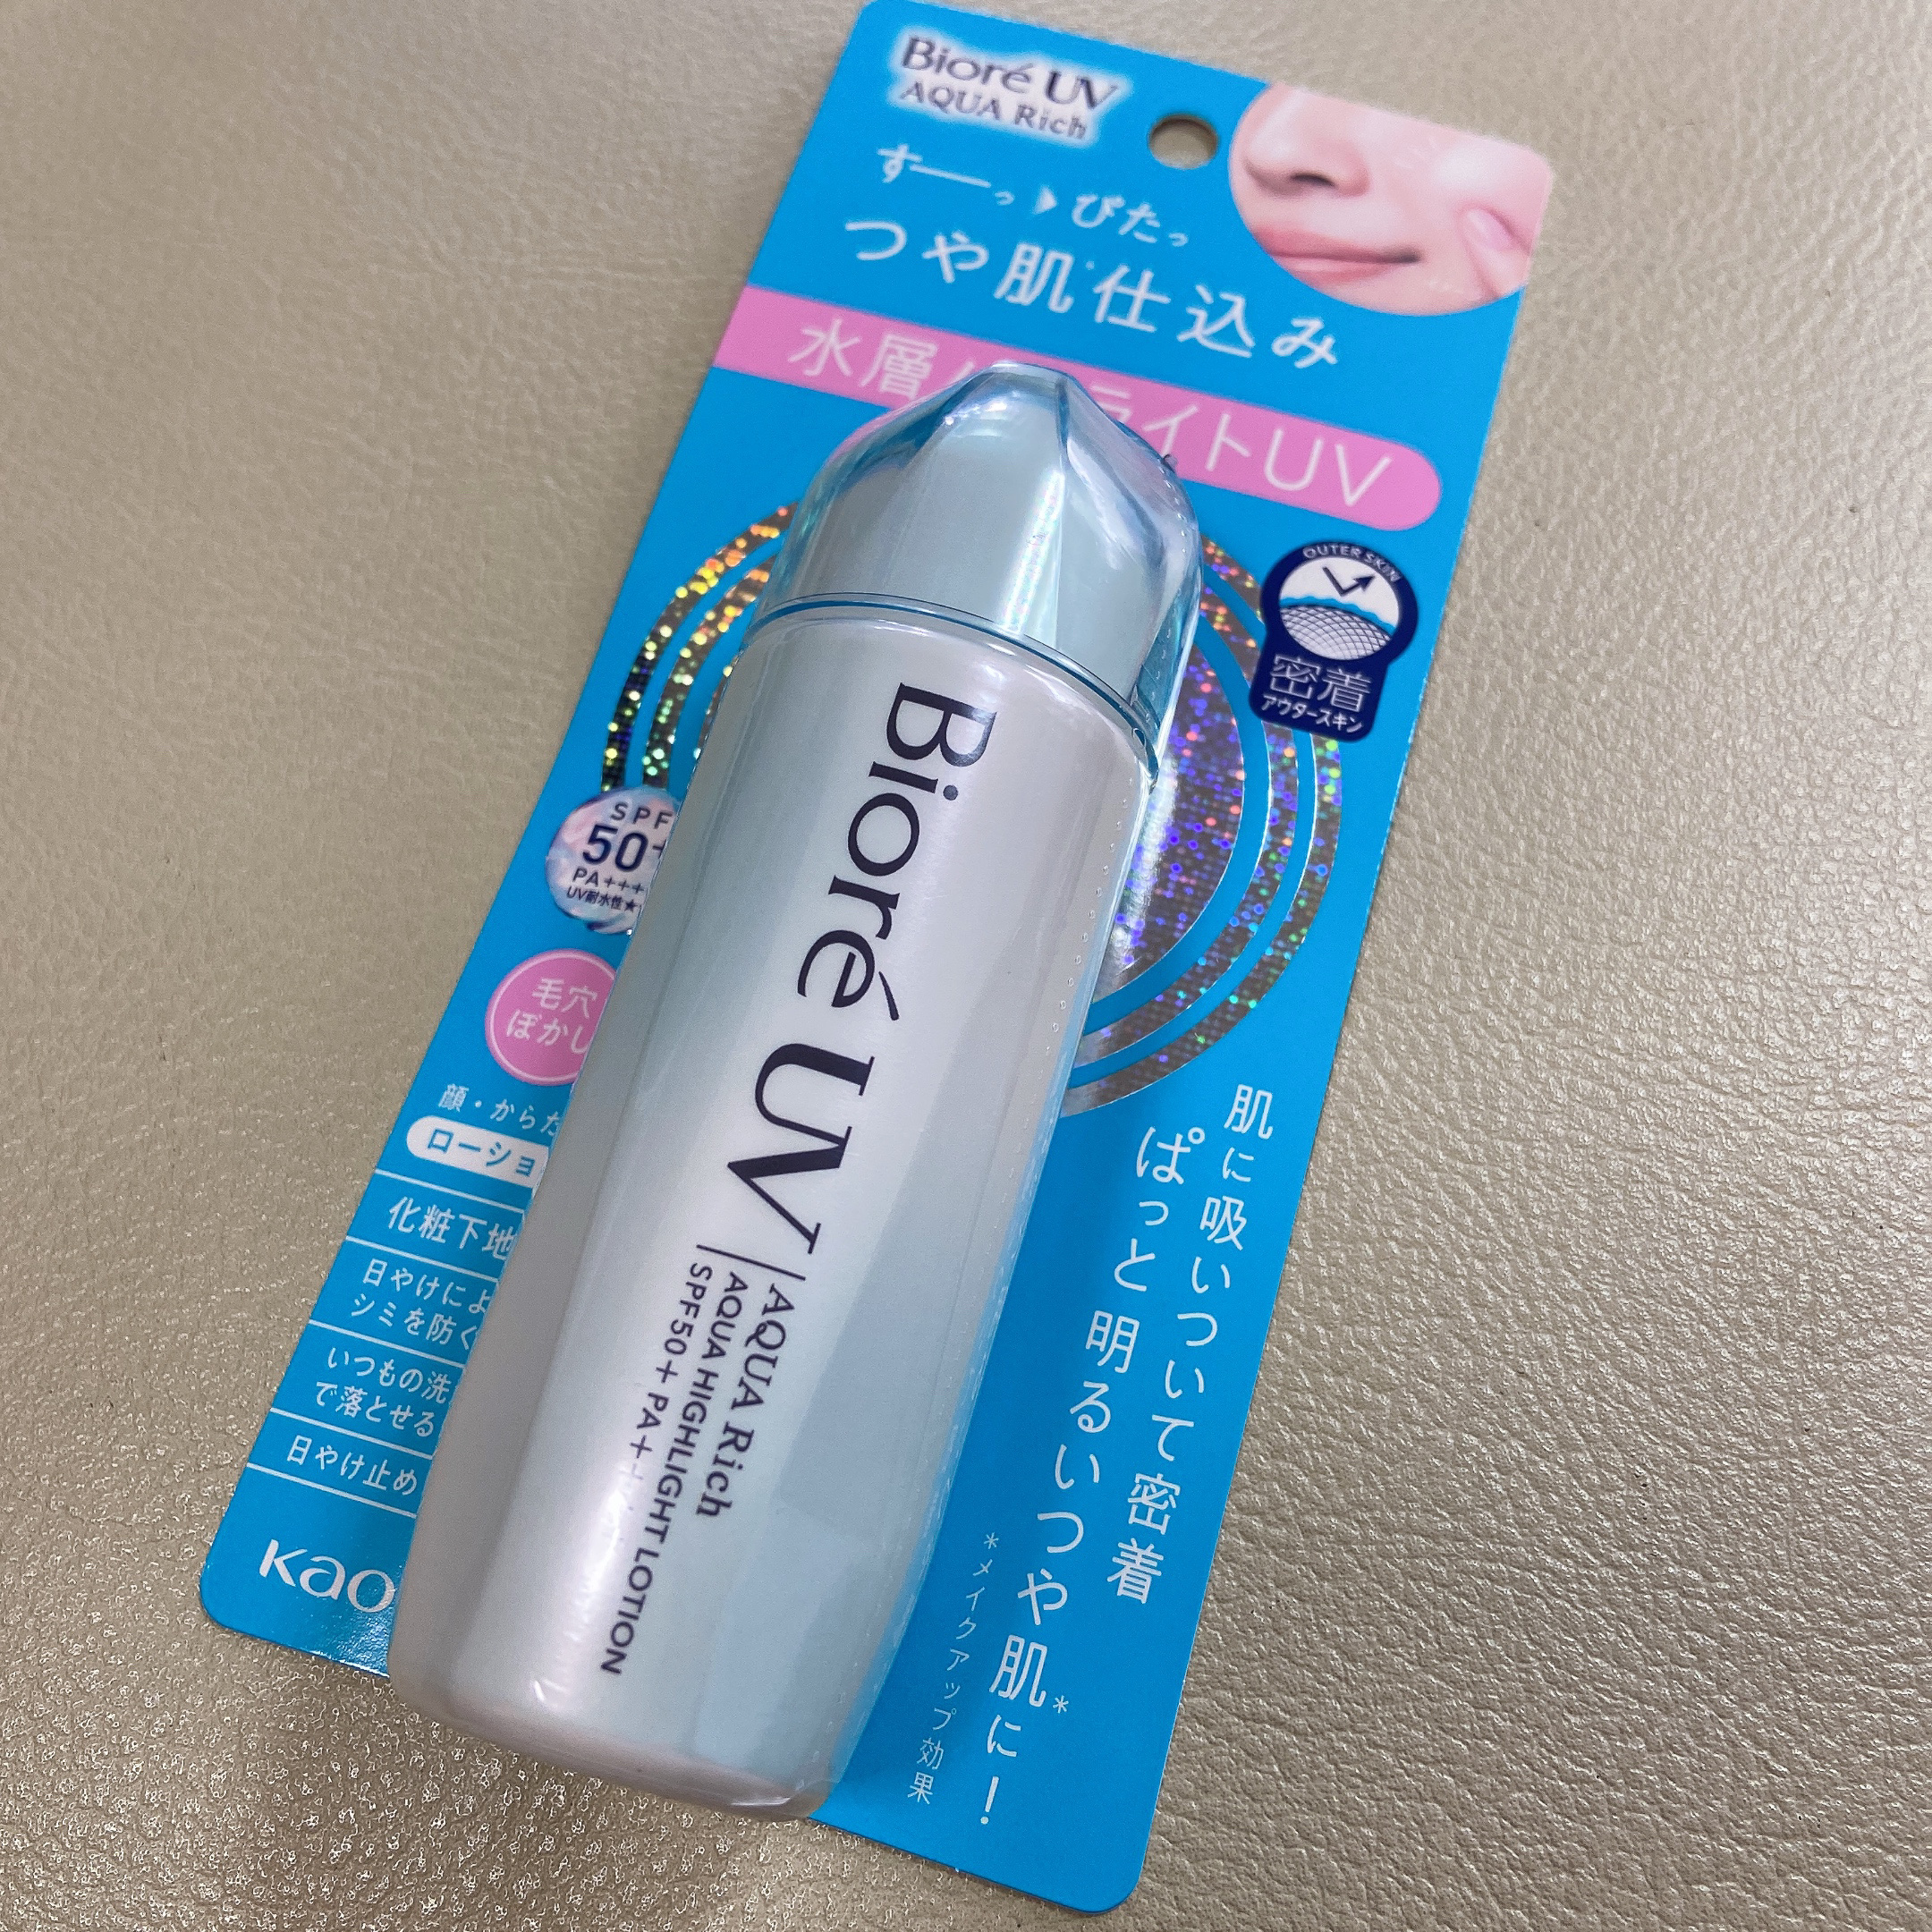 Bioré UV
AQUA Rich
すーっ▶ぴたっ
つや肌*仕込み
水層ハイライトUV
OUTER SKIN
密着
アウタースキン
SPF
50+
PA++++
UV耐水性★
毛穴
ぼかし
顔・からだ
ローショ
化粧下地
日やけによ
シミを防ぐ
いつもの洗
で落とせる
日やけ止め
Kao
Bioré UV
AQUA Rich
AQUA HIGHLIGHT LOTION
SPF50+ PA++
肌に吸いついて密着
ぱっと明るいつや肌*に!
*メイクアップ効果